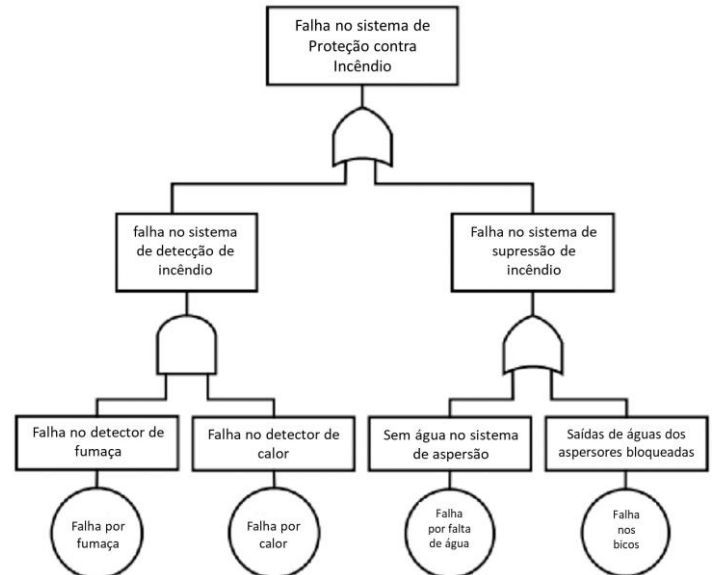 Falha no sistema de
Proteção contra
Incêndio
falha no sistema
de detecção de
incêndio
Falha no sistema de
supressão de
incêndio
Falha no detector de
fumaça
Falha no detector de
calor
Sem água no sistema
de aspersão
Saídas de águas dos
aspersores bloqueadas
Falha por
fumaça
Falha por
calor
Falha
por falta
de água
Falha
nos
bicos